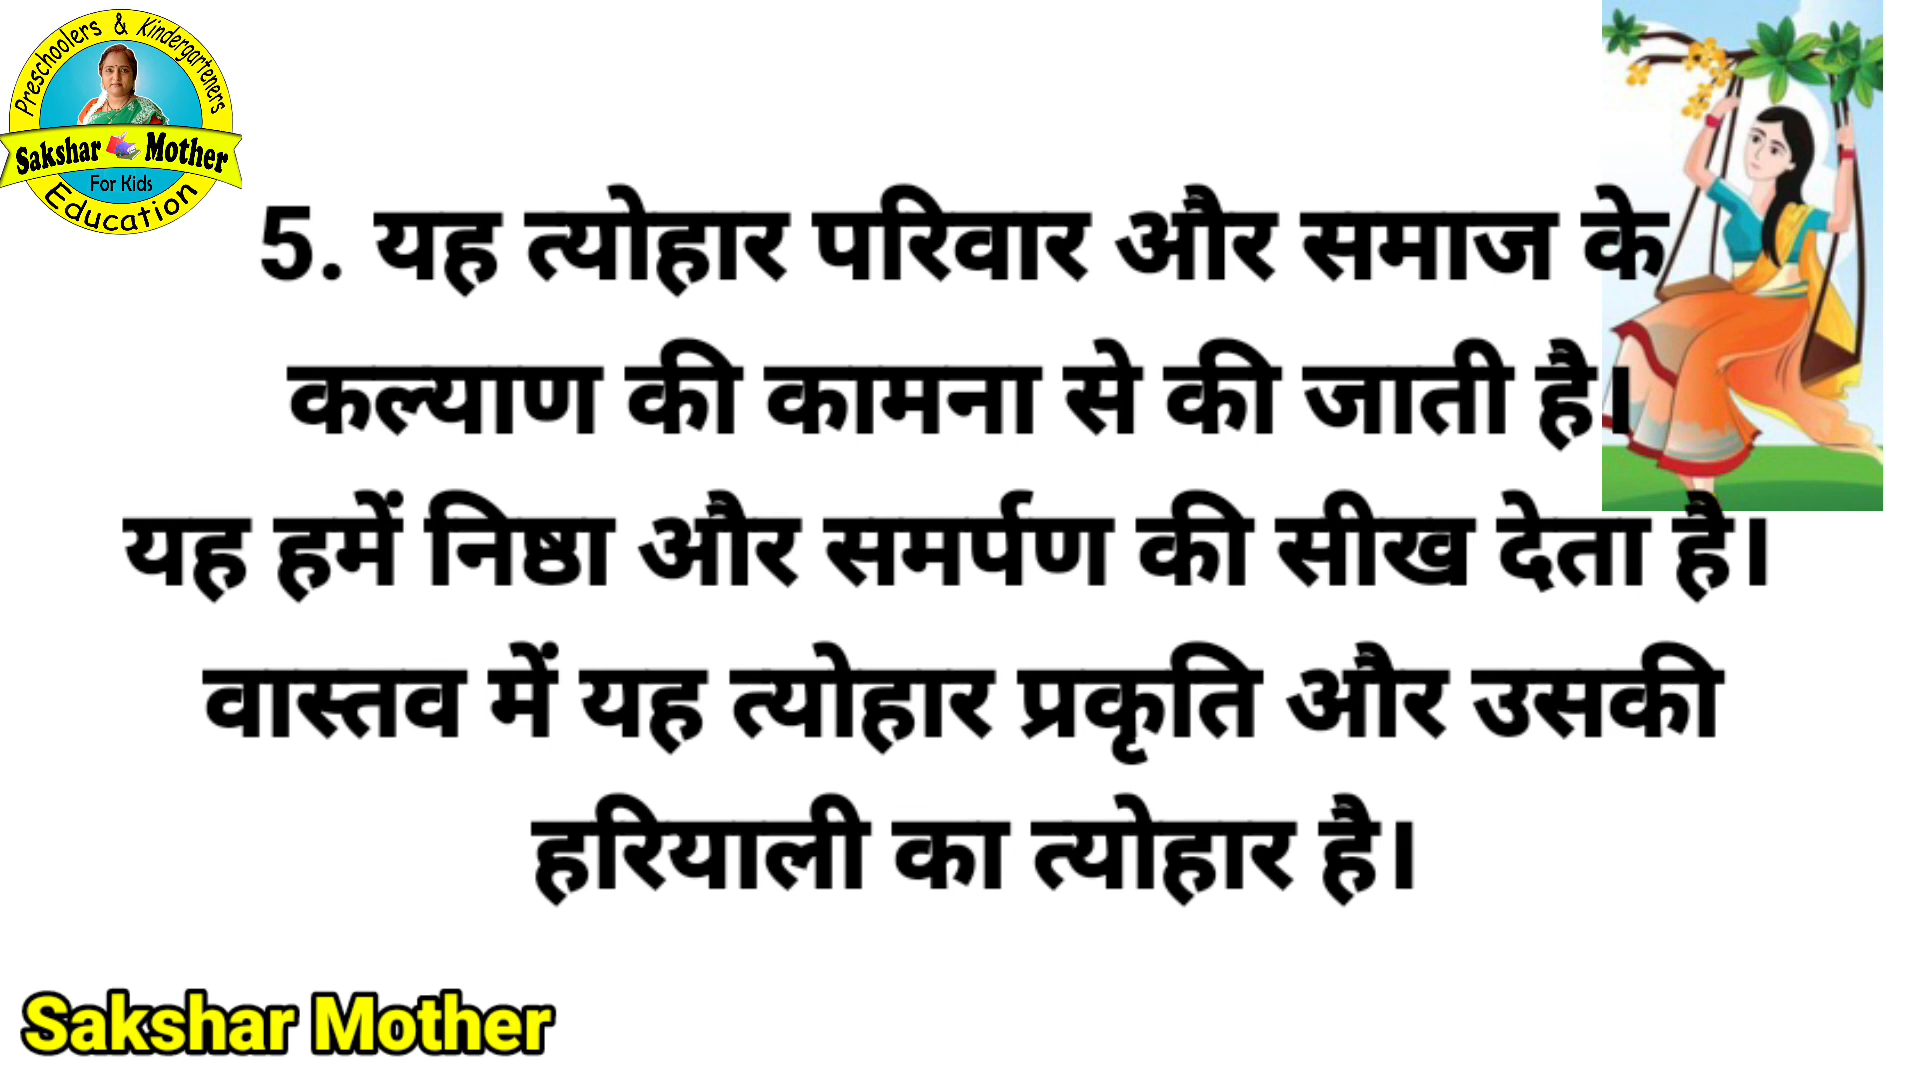 Preschoolers & Kindergarteners
Sakshar Mother
For Kids
Education
5. यह त्योहार परिवार और समाज के
कल्याण की कामना से की जाती है।
यह हमें निष्ठा और समर्पण की सीख देता है।
वास्तव में यह त्योहार प्रकृति और उसकी
हरियाली का त्योहार है।
Sakshar Mother